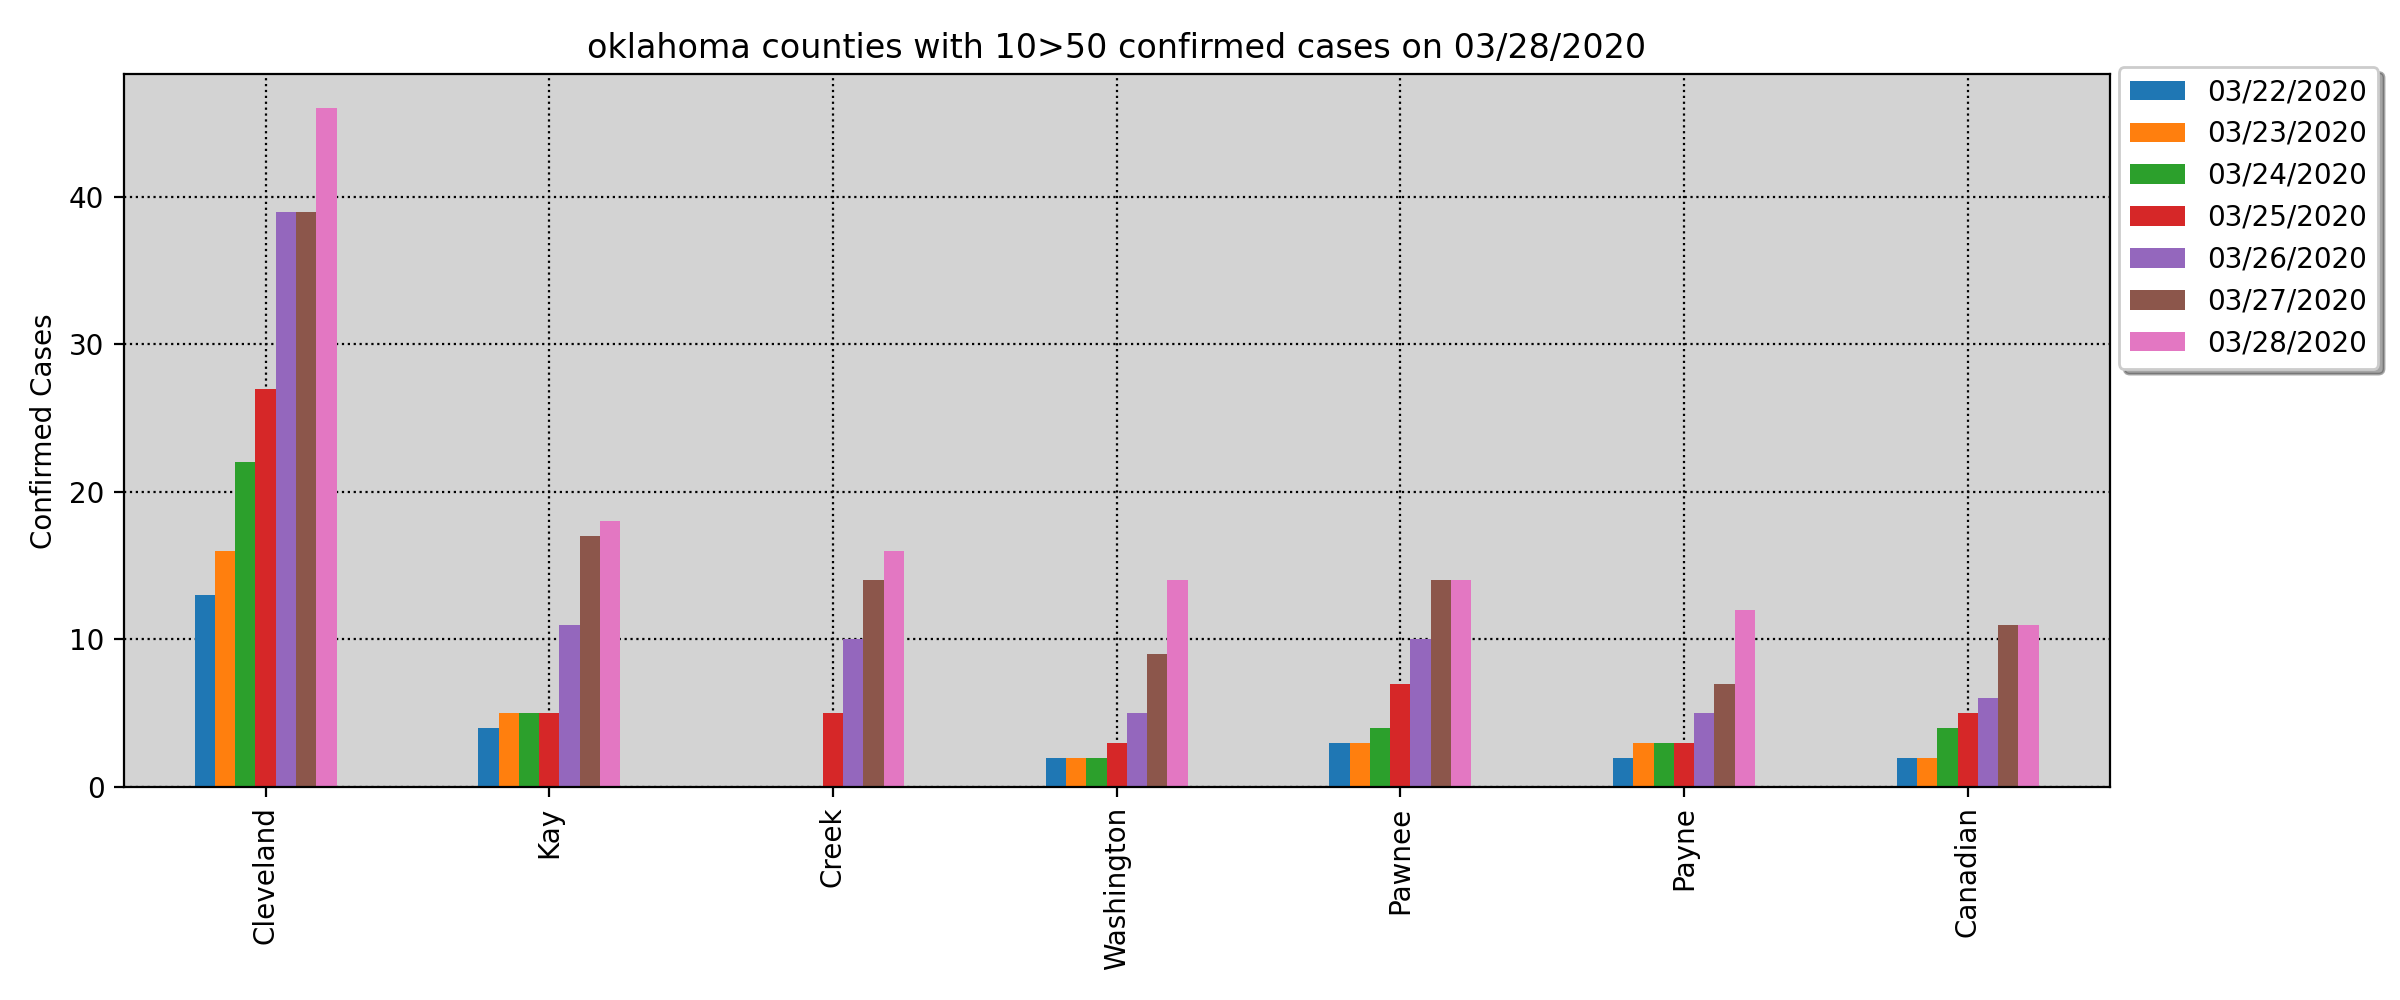 oklahoma counties with 10>50 confirmed cases on 03/28/2020
03/22/2020
03/23/2020
03/24/2020
03/25/2020
03/26/2020
03/27/2020
03/28/2020
Confirmed Cases
40
30
20
10
0
Cleveland
Kay
Creek
Washington
Pawnee
Payne
Canadian